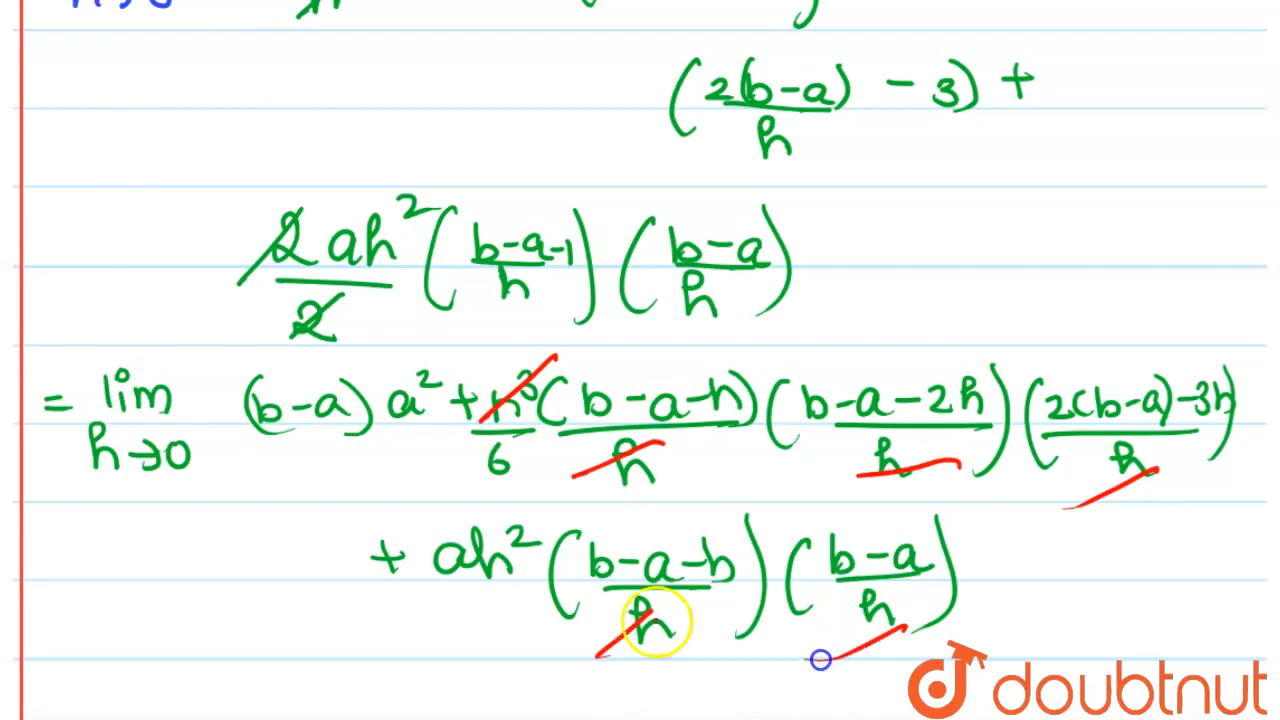 (2(b-a)/h - 3) +
2ah²/2 (b-a-1/h) (b-a/h)
= lim h→0 (b-a) a² + h³/6 (b-a-h/h) (b-a-2h/h) (2(b-a)-3h/h)
+ ah² (b-a-h/h) (b-a/h)
doubtnut